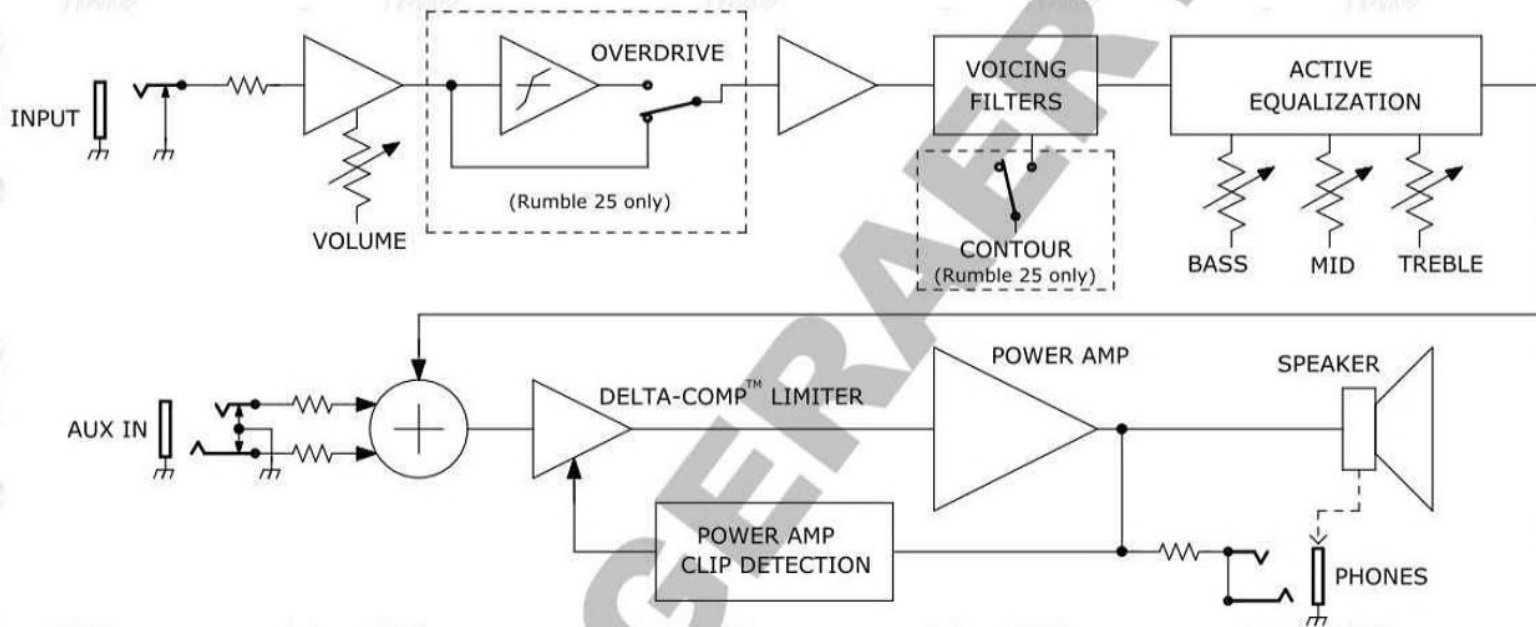 OVERDRIVE
INPUT
VOICING
FILTERS
ACTIVE
EQUALIZATION
(Rumble 25 only)
VOLUME
CONTOUR
(Rumble 25 only)
BASS
MID
TREBLE
POWER AMP
SPEAKER
DELTA-COMP™ LIMITER
AUX IN
POWER AMP
CLIP DETECTION
PHONES